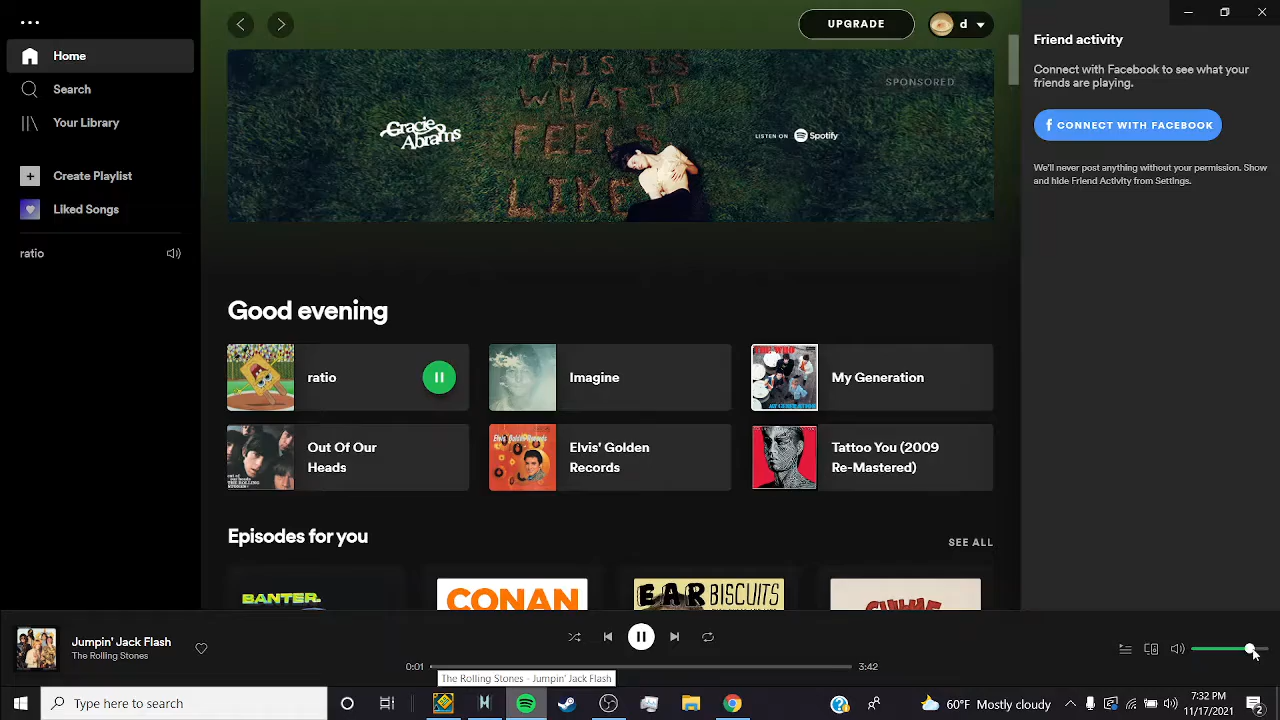 UPGRADE
d
Friend activity
Connect with Facebook to see what your
friends are playing.
f CONNECT WITH FACEBOOK
We'll never post anything without your permission. Show
and hide Friend Activity from Settings.
Home
Search
Your Library
Create Playlist
Liked Songs
ratio
THIS IS
WHAT IT
FEELS
LIKE
Gracie
Abrams
SPONSORED
LISTEN ON Spotify
Good evening
ratio
Imagine
My Generation
THE WHO
Out Of Our
Heads
Elvis' Golden
Records
Tattoo You (2009
Re-Mastered)
Episodes for you
SEE ALL
BANTER.
CONAN
EAR BISCUITS
Jumpin' Jack Flash
The Rolling Stones
0:01
3:42
The Rolling Stones - Jumpin' Jack Flash
Type here to search
60°F Mostly cloudy
7:32 PM
11/17/2021
2